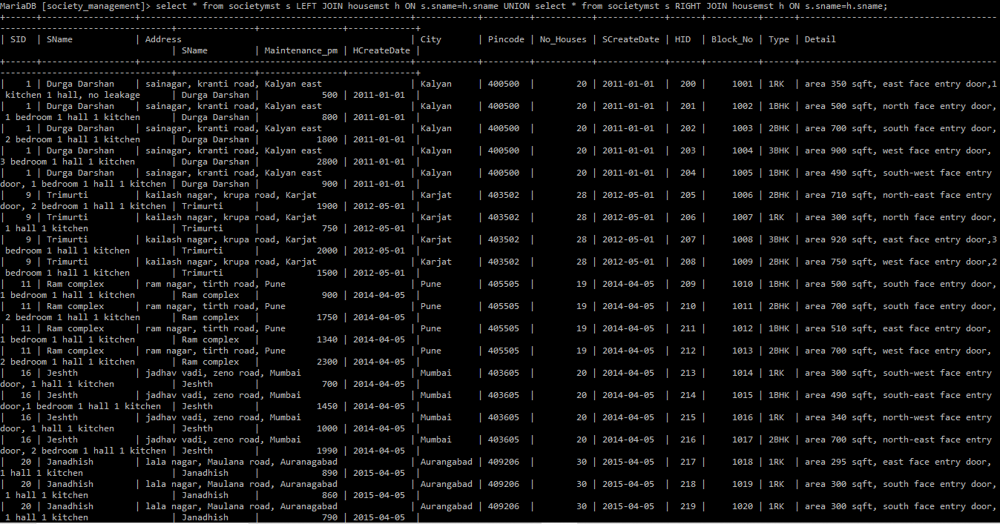 MariaDB [society_management]> select * from societymst s LEFT JOIN housemst h ON s.sname=h.sname UNION select * from societymst s RIGHT JOIN housemst h ON s.sname=h.sname;
| SID | SName | Address | City | Pincode | No_Houses | SCreateDate | HID | Block_No | Type | Detail
| SName | Maintenance_pm | HCreateDate |
| 1 | Durga Darshan | sainagar, kranti road, Kalyan east | Kalyan | 400500 | 20 | 2011-01-01 | 200 | 1001 | 1RK | area 350 sqft, east face entry door,1
kitchen 1 hall, no leakage | Durga Darshan | 500 | 2011-01-01 |
| 1 | Durga Darshan | sainagar, kranti road, Kalyan east | Kalyan | 400500 | 20 | 2011-01-01 | 201 | 1002 | 1BHK | area 500 sqft, north face entry door,
1 bedroom 1 hall 1 kitchen | Durga Darshan | 800 | 2011-01-01 |
| 1 | Durga Darshan | sainagar, kranti road, Kalyan east | Kalyan | 400500 | 20 | 2011-01-01 | 202 | 1003 | 2BHK | area 700 sqft, south face entry door,
2 bedroom 1 hall 1 kitchen | Durga Darshan | 1800 | 2011-01-01 |
| 1 | Durga Darshan | sainagar, kranti road, Kalyan east | Kalyan | 400500 | 20 | 2011-01-01 | 203 | 1004 | 3BHK | area 900 sqft, west face entry door,
3 bedroom 1 hall 1 kitchen | Durga Darshan | 2800 | 2011-01-01 |
| 1 | Durga Darshan | sainagar, kranti road, Kalyan east | Kalyan | 400500 | 20 | 2011-01-01 | 204 | 1005 | 1BHK | area 490 sqft, south-west face entry
door, 1 bedroom 1 hall 1 kitchen | Durga Darshan | 900 | 2011-01-01 |
| 9 | Trimurti | kailash nagar, krupa road, Karjat | Karjat | 403502 | 28 | 2012-05-01 | 205 | 1006 | 2BHK | area 710 sqft, north-east face entry
door, 2 bedroom 1 hall 1 kitchen | Trimurti | 1900 | 2012-05-01 |
| 9 | Trimurti | kailash nagar, krupa road, Karjat | Karjat | 403502 | 28 | 2012-05-01 | 206 | 1007 | 1RK | area 300 sqft, north face entry door,
1 hall 1 kitchen | Trimurti | 750 | 2012-05-01 |
| 9 | Trimurti | kailash nagar, krupa road, Karjat | Karjat | 403502 | 28 | 2012-05-01 | 207 | 1008 | 3BHK | area 920 sqft, east face entry door,3
bedroom 1 hall 1 kitchen | Trimurti | 2000 | 2012-05-01 |
| 9 | Trimurti | kailash nagar, krupa road, Karjat | Karjat | 403502 | 28 | 2012-05-01 | 208 | 1009 | 2BHK | area 750 sqft, west face entry door,2
bedroom 1 hall 1 kitchen | Trimurti | 1500 | 2012-05-01 |
| 11 | Ram complex | ram nagar, tirth road, Pune | Pune | 405505 | 19 | 2014-04-05 | 209 | 1010 | 1BHK | area 500 sqft, south face entry door,
1 bedroom 1 hall 1 kitchen | Ram complex | 900 | 2014-04-05 |
| 11 | Ram complex | ram nagar, tirth road, Pune | Pune | 405505 | 19 | 2014-04-05 | 210 | 1011 | 2BHK | area 700 sqft, south face entry door,
2 bedroom 1 hall 1 kitchen | Ram complex | 1750 | 2014-04-05 |
| 11 | Ram complex | ram nagar, tirth road, Pune | Pune | 405505 | 19 | 2014-04-05 | 211 | 1012 | 1BHK | area 510 sqft, east face entry door,
1 bedroom 1 hall 1 kitchen | Ram complex | 1340 | 2014-04-05 |
| 11 | Ram complex | ram nagar, tirth road, Pune | Pune | 405505 | 19 | 2014-04-05 | 212 | 1013 | 2BHK | area 700 sqft, west face entry door,
2 bedroom 1 hall 1 kitchen | Ram complex | 2300 | 2014-04-05 |
| 16 | Jeshth | jadhav vadi, zeno road, Mumbai | Mumbai | 403605 | 20 | 2014-04-05 | 213 | 1014 | 1RK | area 300 sqft, south-west face entry
door, 1 hall 1 kitchen | Jeshth | 700 | 2014-04-05 |
| 16 | Jeshth | jadhav vadi, zeno road, Mumbai | Mumbai | 403605 | 20 | 2014-04-05 | 214 | 1015 | 1BHK | area 490 sqft, south-east face entry
door,1 bedroom 1 hall 1 kitchen | Jeshth | 1450 | 2014-04-05 |
| 16 | Jeshth | jadhav vadi, zeno road, Mumbai | Mumbai | 403605 | 20 | 2014-04-05 | 215 | 1016 | 1RK | area 340 sqft, north-west face entry
door, 1 hall 1 kitchen | Jeshth | 1000 | 2014-04-05 |
| 16 | Jeshth | jadhav vadi, zeno road, Mumbai | Mumbai | 403605 | 20 | 2014-04-05 | 216 | 1017 | 2BHK | area 700 sqft, north-east face entry
door, 2 bedroom 1 hall 1 kitchen | Jeshth | 1990 | 2014-04-05 |
| 20 | Janadhish | lala nagar, Maulana road, Auranagabad | Aurangabad | 409206 | 30 | 2015-04-05 | 217 | 1018 | 1RK | area 295 sqft, east face entry door,
1 hall 1 kitchen | Janadhish | 890 | 2015-04-05 |
| 20 | Janadhish | lala nagar, Maulana road, Auranagabad | Aurangabad | 409206 | 30 | 2015-04-05 | 218 | 1019 | 1RK | area 300 sqft, south face entry door,
1 hall 1 kitchen | Janadhish | 860 | 2015-04-05 |
| 20 | Janadhish | lala nagar, Maulana road, Auranagabad | Aurangabad | 409206 | 30 | 2015-04-05 | 219 | 1020 | 1RK | area 300 sqft, south face entry door,
1 hall 1 kitchen | Janadhish | 790 | 2015-04-05 |